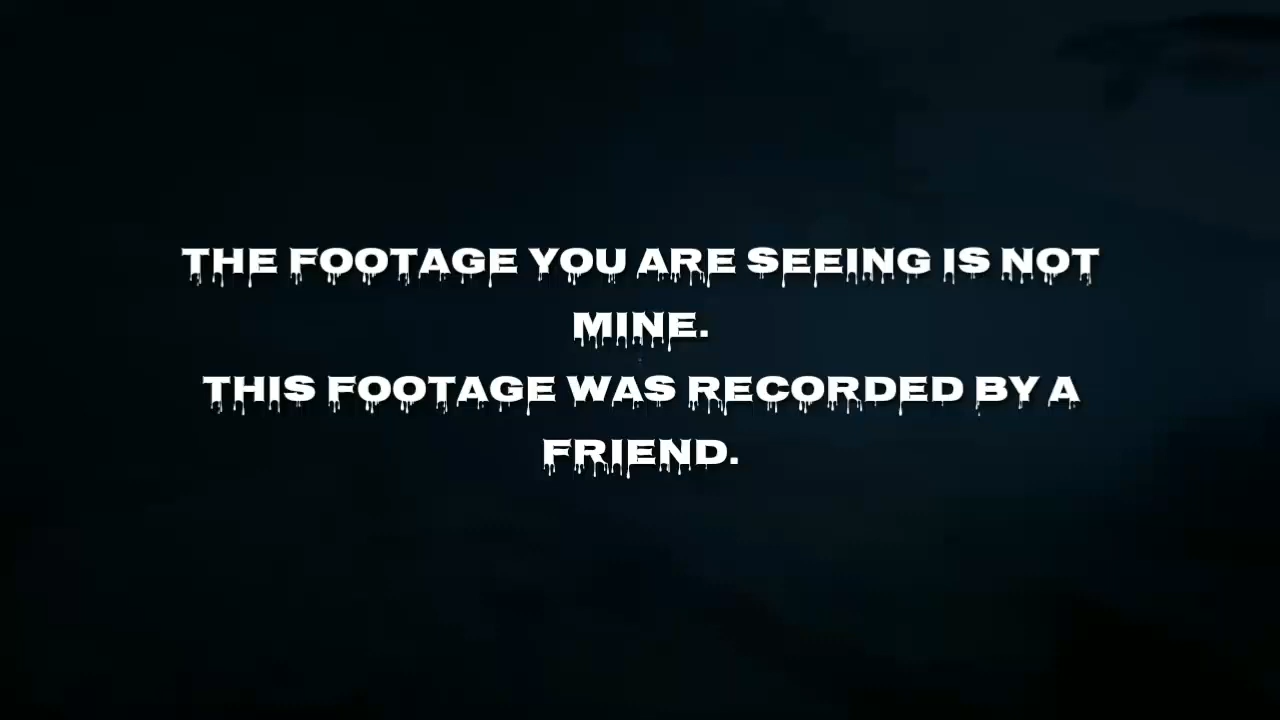 THE FOOTAGE YOU ARE SEEING IS NOT
MINE.
THIS FOOTAGE WAS RECORDED BY A
FRIEND.